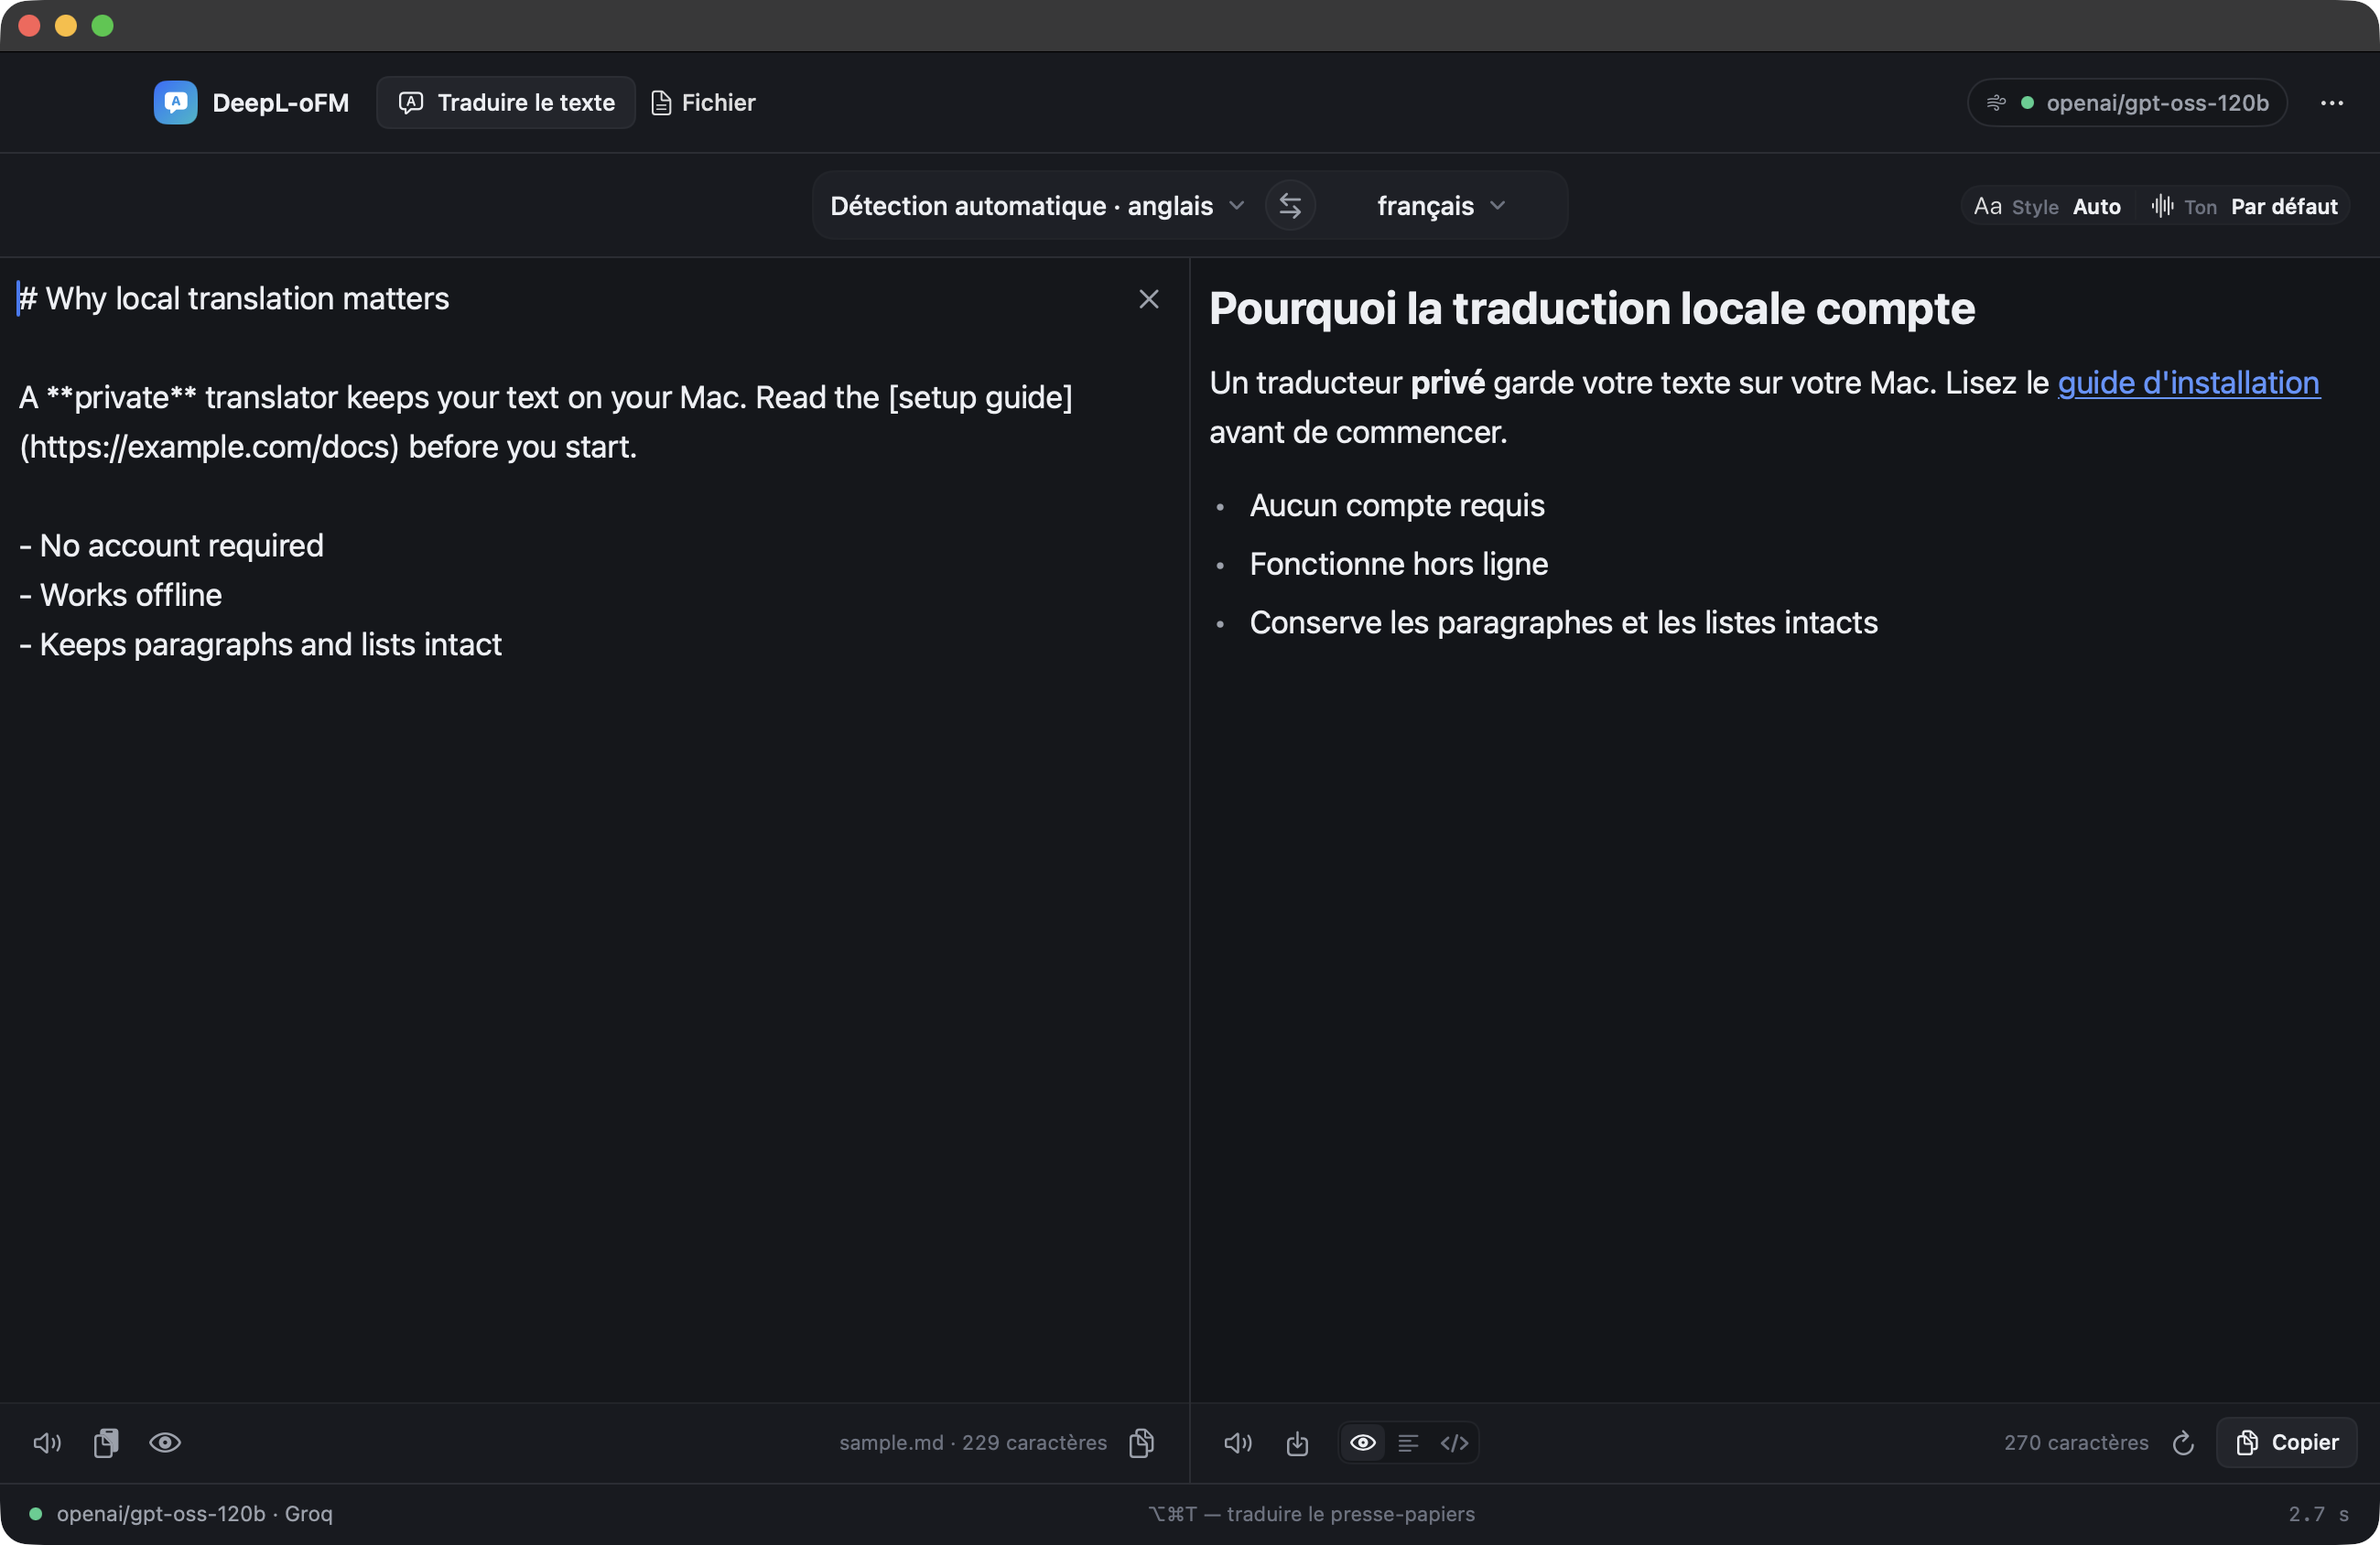 DeepL-oFM
Traduire le texte
Fichier
openai/gpt-oss-120b
Détection automatique · anglais
français
Aa Style Auto
Ton Par défaut
# Why local translation matters
A **private** translator keeps your text on your Mac. Read the [setup guide]
(https://example.com/docs) before you start.
- No account required
- Works offline
- Keeps paragraphs and lists intact
Pourquoi la traduction locale compte
Un traducteur privé garde votre texte sur votre Mac. Lisez le guide d'installation
avant de commencer.
• Aucun compte requis
• Fonctionne hors ligne
• Conserve les paragraphes et les listes intacts
sample.md · 229 caractères
270 caractères
Copier
openai/gpt-oss-120b · Groq
⌥⌘T — traduire le presse-papiers
2.7 s